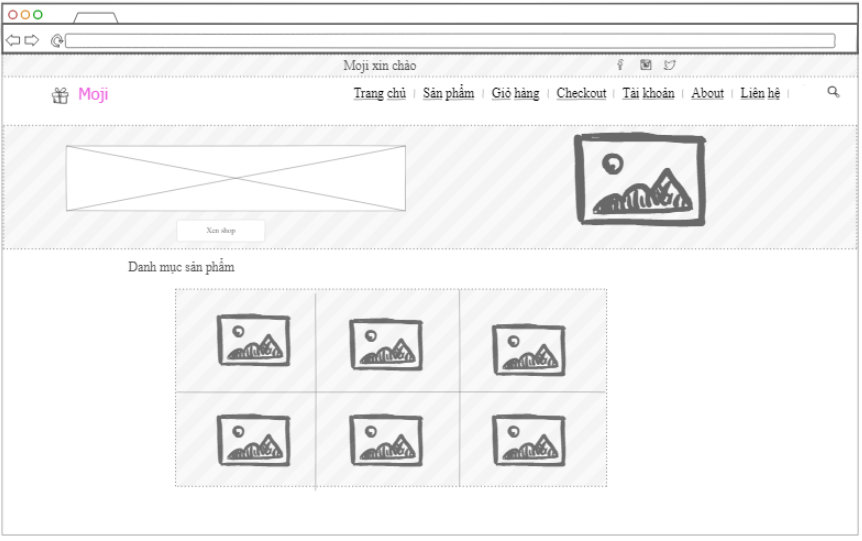 Moji xin chào
Moji
Trang chủ Sản phẩm Giỏ hàng Checkout Tài khoản About Liên hệ
Xen shop
Danh mục sản phẩm